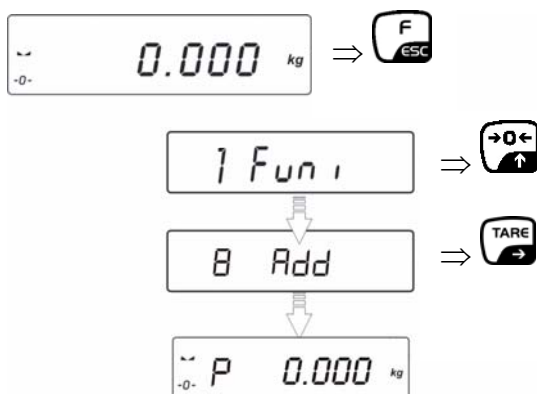 0.000 kg ⇒ F
-0- ESC
1 Funi ⇒ →0←
↑
8 Add ⇒ TARE
→
P 0.000 kg
-0-